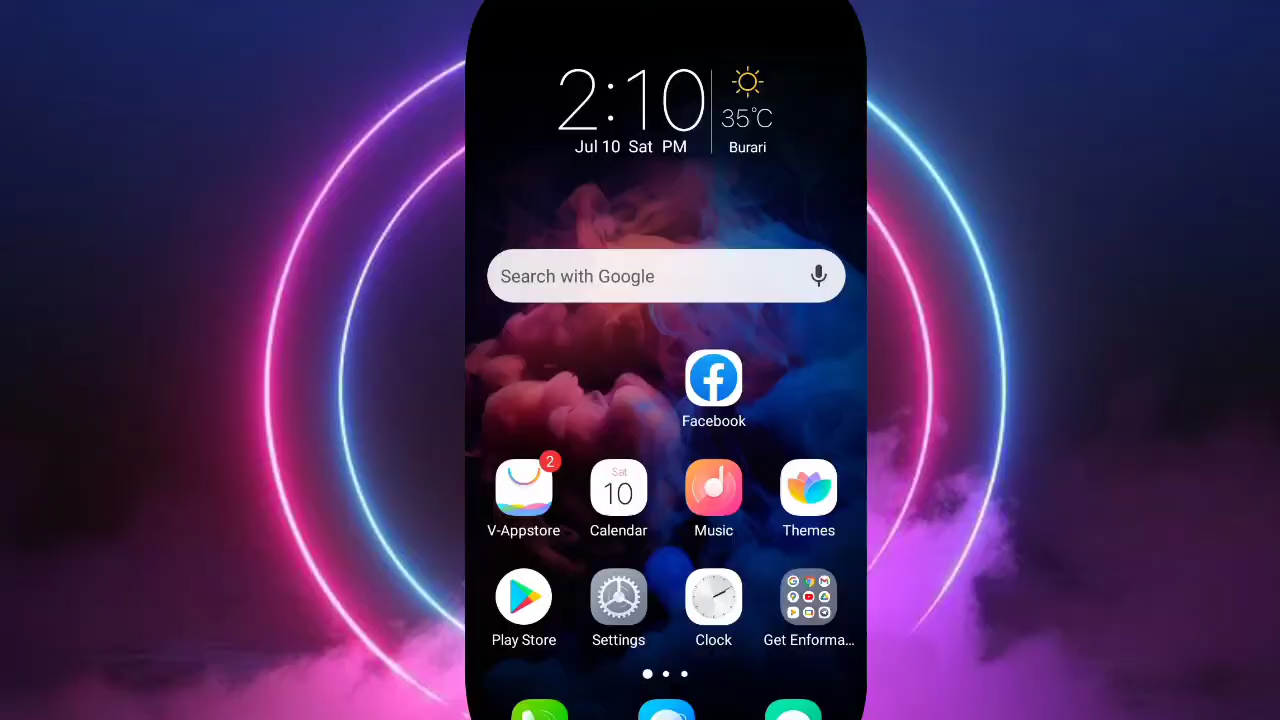 2:10
Jul 10 Sat PM
35°C
Burari
Search with Google
Facebook
2
Sat
10
V-Appstore
Calendar
Music
Themes
Play Store
Settings
Clock
Get Enforma...